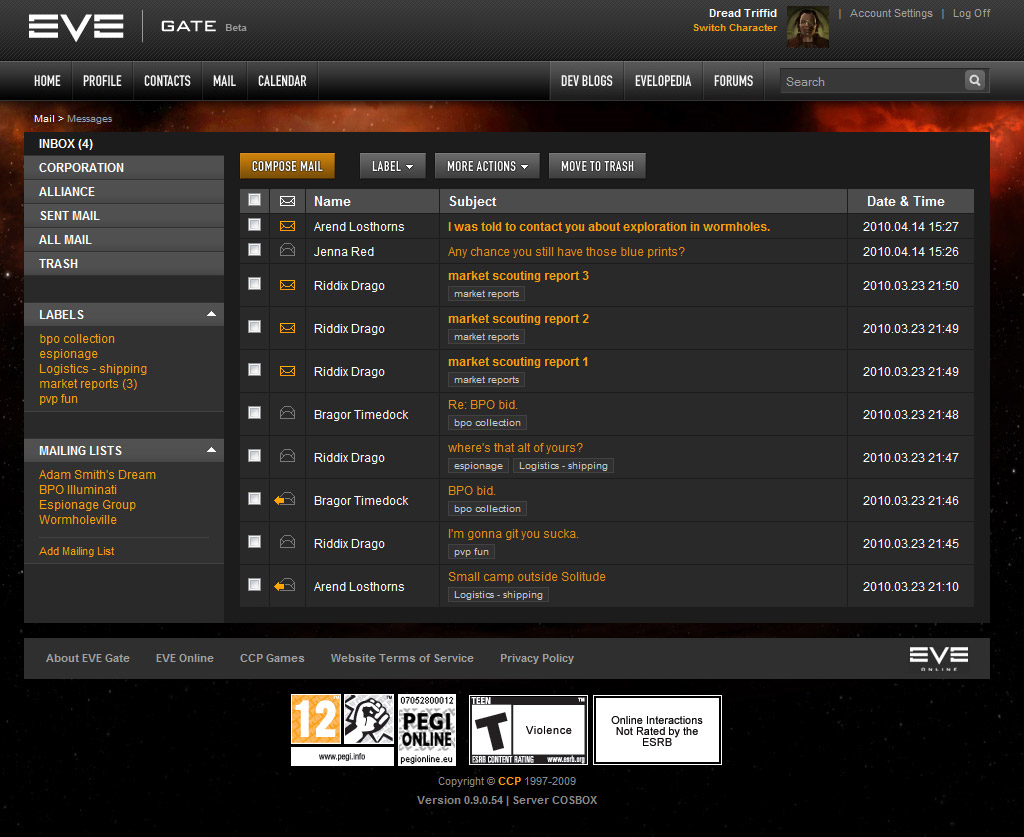 EVE GATE Beta
Dread Triffid | Account Settings | Log Off
Switch Character
HOME PROFILE CONTACTS MAIL CALENDAR DEV BLOGS EVELOPEDIA FORUMS Search
Mail > Messages
INBOX (4)
CORPORATION
ALLIANCE
SENT MAIL
ALL MAIL
TRASH
LABELS
bpo collection
espionage
Logistics - shipping
market reports (3)
pvp fun
MAILING LISTS
Adam Smith's Dream
BPO Illuminati
Espionage Group
Wormholeville
Add Mailing List
COMPOSE MAIL LABEL MORE ACTIONS MOVE TO TRASH
Name Subject Date & Time
Arend Losthorns I was told to contact you about exploration in wormholes. 2010.04.14 15:27
Jenna Red Any chance you still have those blue prints? 2010.04.14 15:26
Riddix Drago market scouting report 3 2010.03.23 21:50
market reports
Riddix Drago market scouting report 2 2010.03.23 21:49
market reports
Riddix Drago market scouting report 1 2010.03.23 21:49
market reports
Bragor Timedock Re: BPO bid. 2010.03.23 21:48
bpo collection
Riddix Drago where's that alt of yours? 2010.03.23 21:47
espionage Logistics - shipping
Bragor Timedock BPO bid. 2010.03.23 21:46
bpo collection
Riddix Drago I'm gonna git you sucka. 2010.03.23 21:45
pvp fun
Arend Losthorns Small camp outside Solitude 2010.03.23 21:10
Logistics - shipping
About EVE Gate EVE Online CCP Games Website Terms of Service Privacy Policy EVE
ONLINE
12
www.pegi.info
07052800012
PEGI
ONLINE
pegionline.eu
TEEN
T
Violence
ESRB CONTENT RATING www.esrb.org
Online Interactions
Not Rated by the
ESRB
Copyright © CCP 1997-2009
Version 0.9.0.54 | Server COSBOX